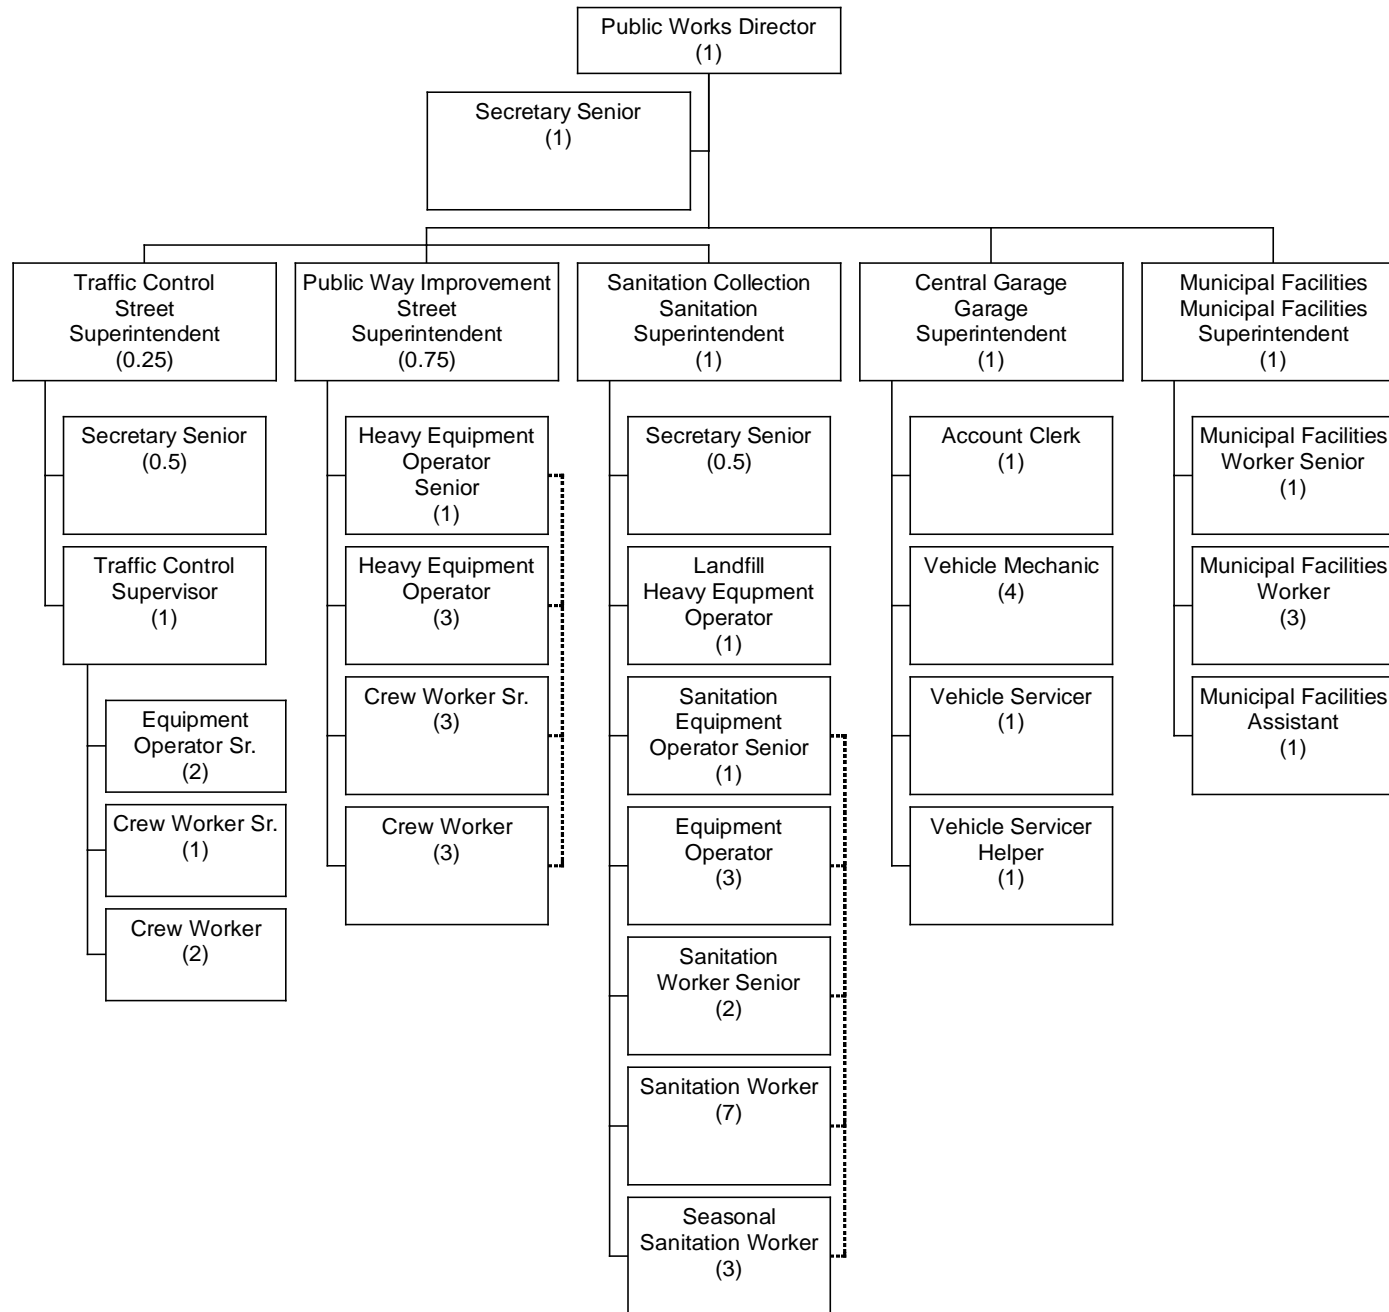 Public Works Director
(1)
Secretary Senior
(1)
Traffic Control
Street
Superintendent
(0.25)
Public Way Improvement
Street
Superintendent
(0.75)
Sanitation Collection
Sanitation
Superintendent
(1)
Central Garage
Garage
Superintendent
(1)
Municipal Facilities
Municipal Facilities
Superintendent
(1)
Secretary Senior
(0.5)
Traffic Control
Supervisor
(1)
Equipment
Operator Sr.
(2)
Crew Worker Sr.
(1)
Crew Worker
(2)
Heavy Equipment
Operator
Senior
(1)
Heavy Equipment
Operator
(3)
Crew Worker Sr.
(3)
Crew Worker
(3)
Secretary Senior
(0.5)
Landfill
Heavy Equpment
Operator
(1)
Sanitation
Equipment
Operator Senior
(1)
Equipment
Operator
(3)
Sanitation
Worker Senior
(2)
Sanitation Worker
(7)
Seasonal
Sanitation Worker
(3)
Account Clerk
(1)
Vehicle Mechanic
(4)
Vehicle Servicer
(1)
Vehicle Servicer
Helper
(1)
Municipal Facilities
Worker Senior
(1)
Municipal Facilities
Worker
(3)
Municipal Facilities
Assistant
(1)